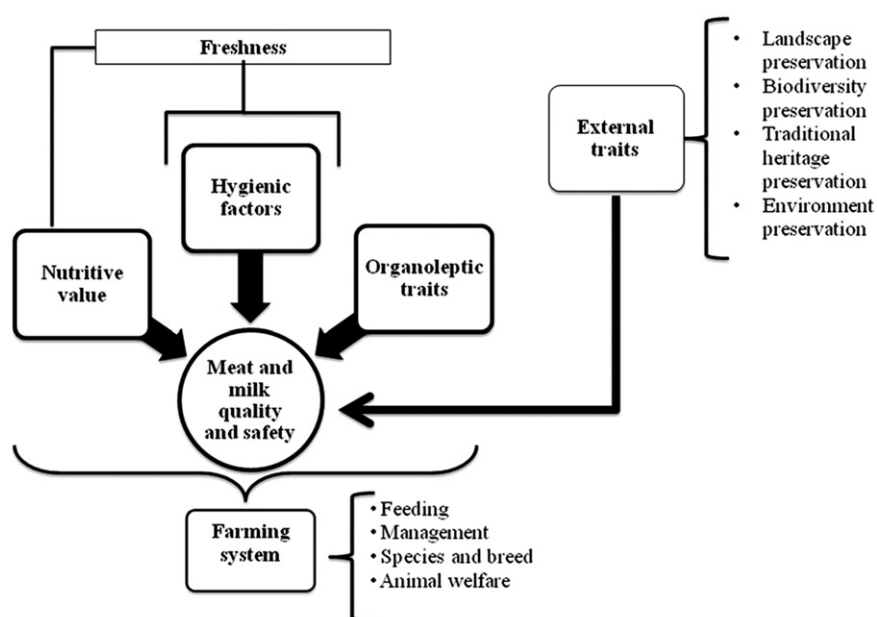 Freshness
Hygienic
factors
Nutritive
value
Organoleptic
traits
Meat and
milk
quality
and safety
External
traits
• Landscape
preservation
• Biodiversity
preservation
• Traditional
heritage
preservation
• Environment
preservation
Farming
system
• Feeding
• Management
• Species and breed
• Animal welfare